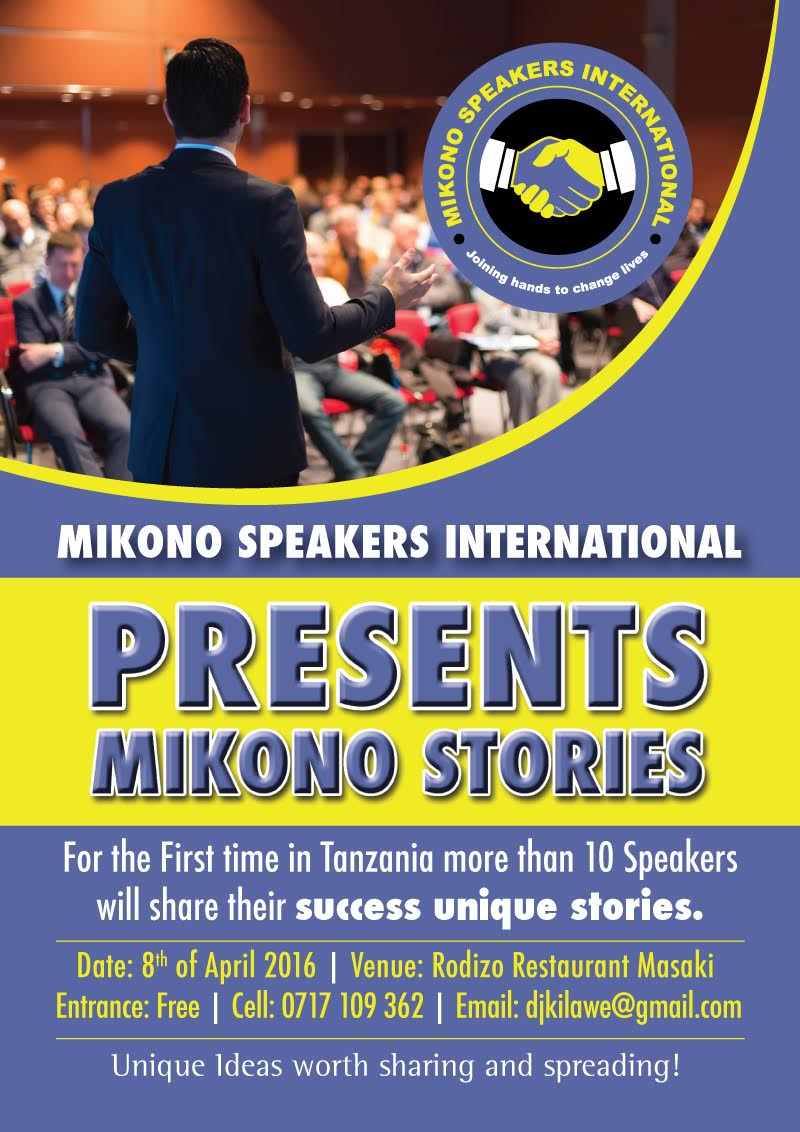 MIKONO SPEAKERS INTERNATIONAL
Joining hands to change lives
MIKONO SPEAKERS INTERNATIONAL
PRESENTS
MIKONO STORIES
For the First time in Tanzania more than 10 Speakers
will share their success unique stories.
Date: 8th of April 2016 | Venue: Rodizo Restaurant Masaki
Entrance: Free | Cell: 0717 109 362 | Email: djkilawe@gmail.com
Unique Ideas worth sharing and spreading!